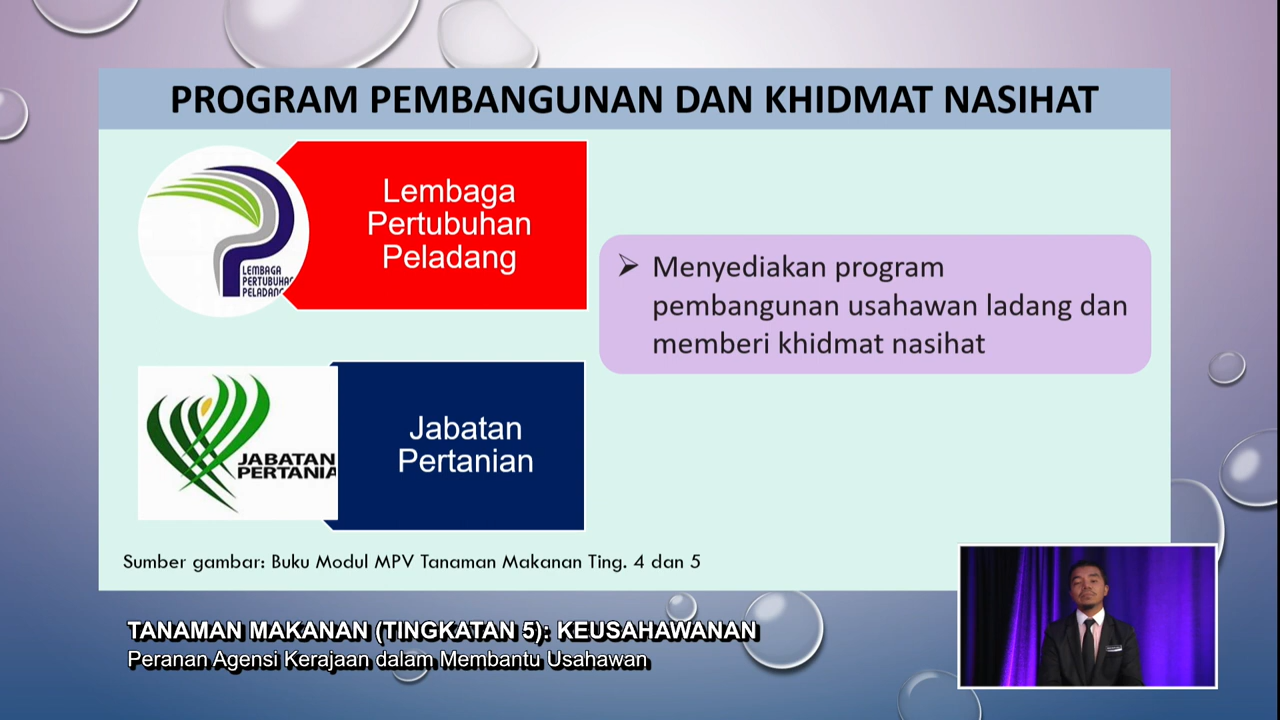 PROGRAM PEMBANGUNAN DAN KHIDMAT NASIHAT
LEMBAGA
PERTUBUHAN
PELADANG
Lembaga
Pertubuhan
Peladang
Menyediakan program
pembangunan usahawan ladang dan
memberi khidmat nasihat
JABATAN
PERTANIA
Jabatan
Pertanian
Sumber gambar: Buku Modul MPV Tanaman Makanan Ting. 4 dan 5
TANAMAN MAKANAN (TINGKATAN 5): KEUSAHAWANAN
Peranan Agensi Kerajaan dalam Membantu Usahawan